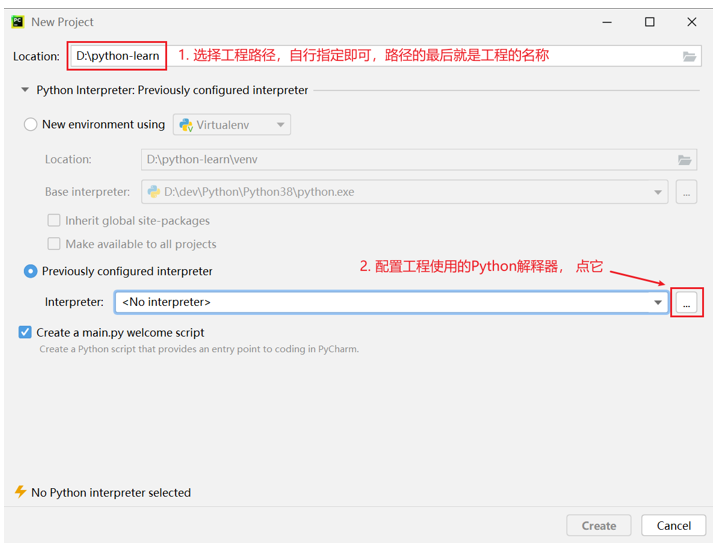 New Project
Location: D:\python-learn 1. 选择工程路径，自行指定即可，路径的最后就是工程的名称
Python Interpreter: Previously configured interpreter
New environment using Virtualenv
Location: D:\python-learn\venv
Base interpreter: D:\dev\Python\Python38\python.exe ...
Inherit global site-packages
Make available to all projects
Previously configured interpreter
2. 配置工程使用的Python解释器， 点它
Interpreter: <No interpreter> ...
Create a main.py welcome script
Create a Python script that provides an entry point to coding in PyCharm.
No Python interpreter selected
Create Cancel